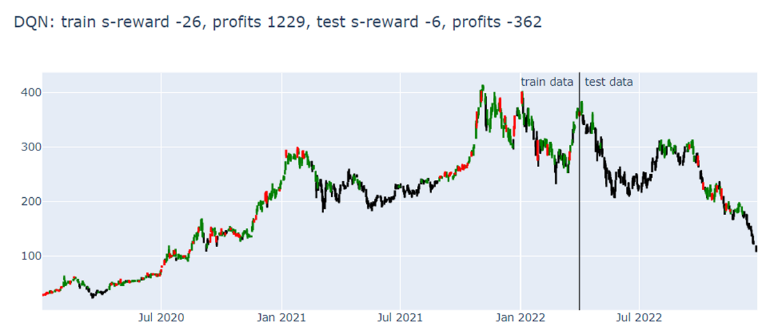 DQN: train s-reward -26, profits 1229, test s-reward -6, profits -362
train data test data
400
300
200
100
Jul 2020 Jan 2021 Jul 2021 Jan 2022 Jul 2022